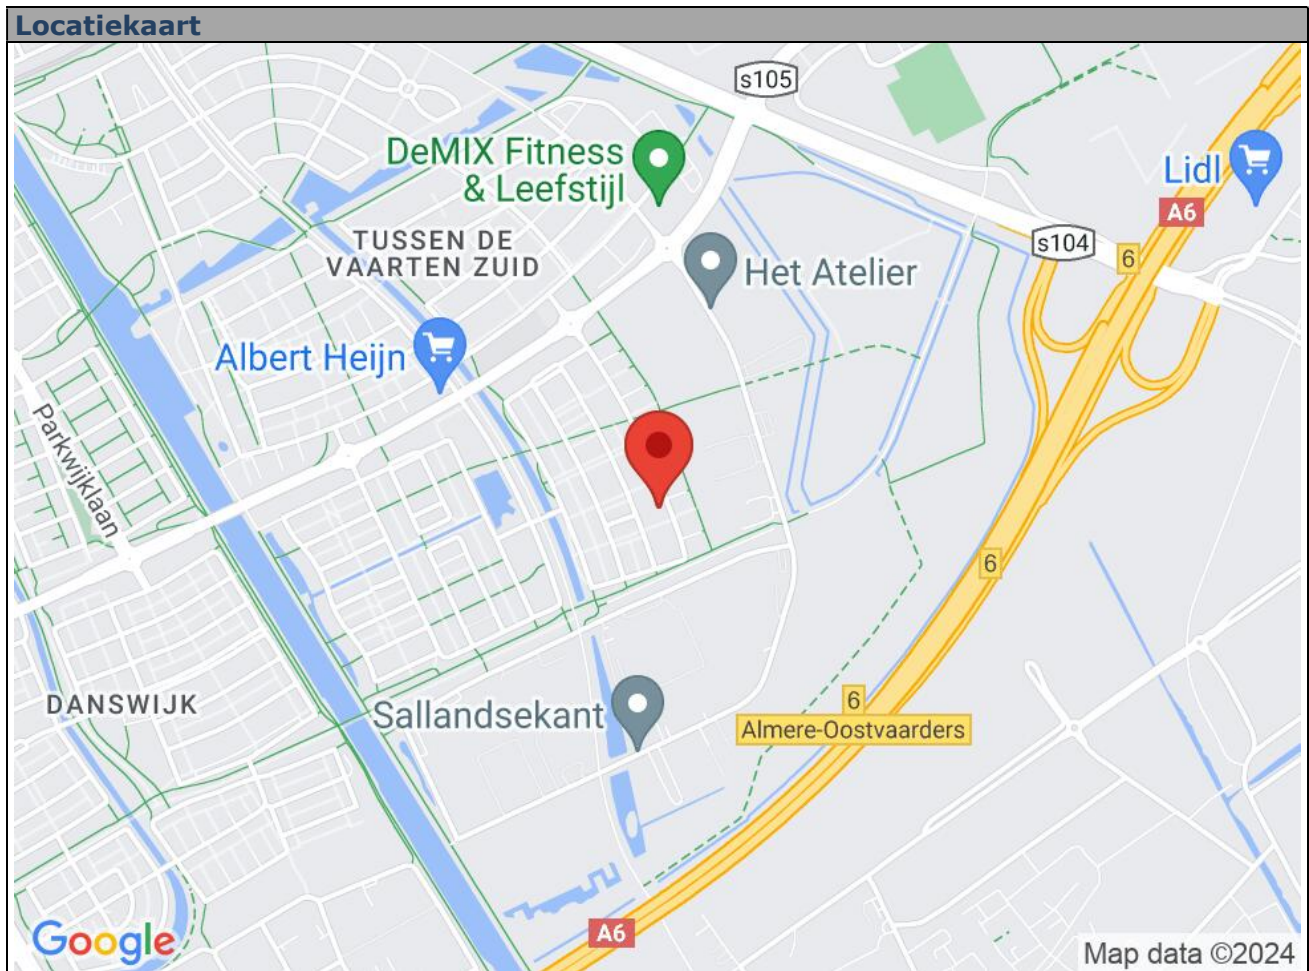 Locatiekaart
s105
DeMIX Fitness
& Leefstijl
Lidl
A6
TUSSEN DE
VAARTEN ZUID
s104
6
Het Atelier
Albert Heijn
Parkwijklaan
6
DANSWIJK
Sallandsekant
6
Almere-Oostvaarders
A6
Google
Map data ©2024